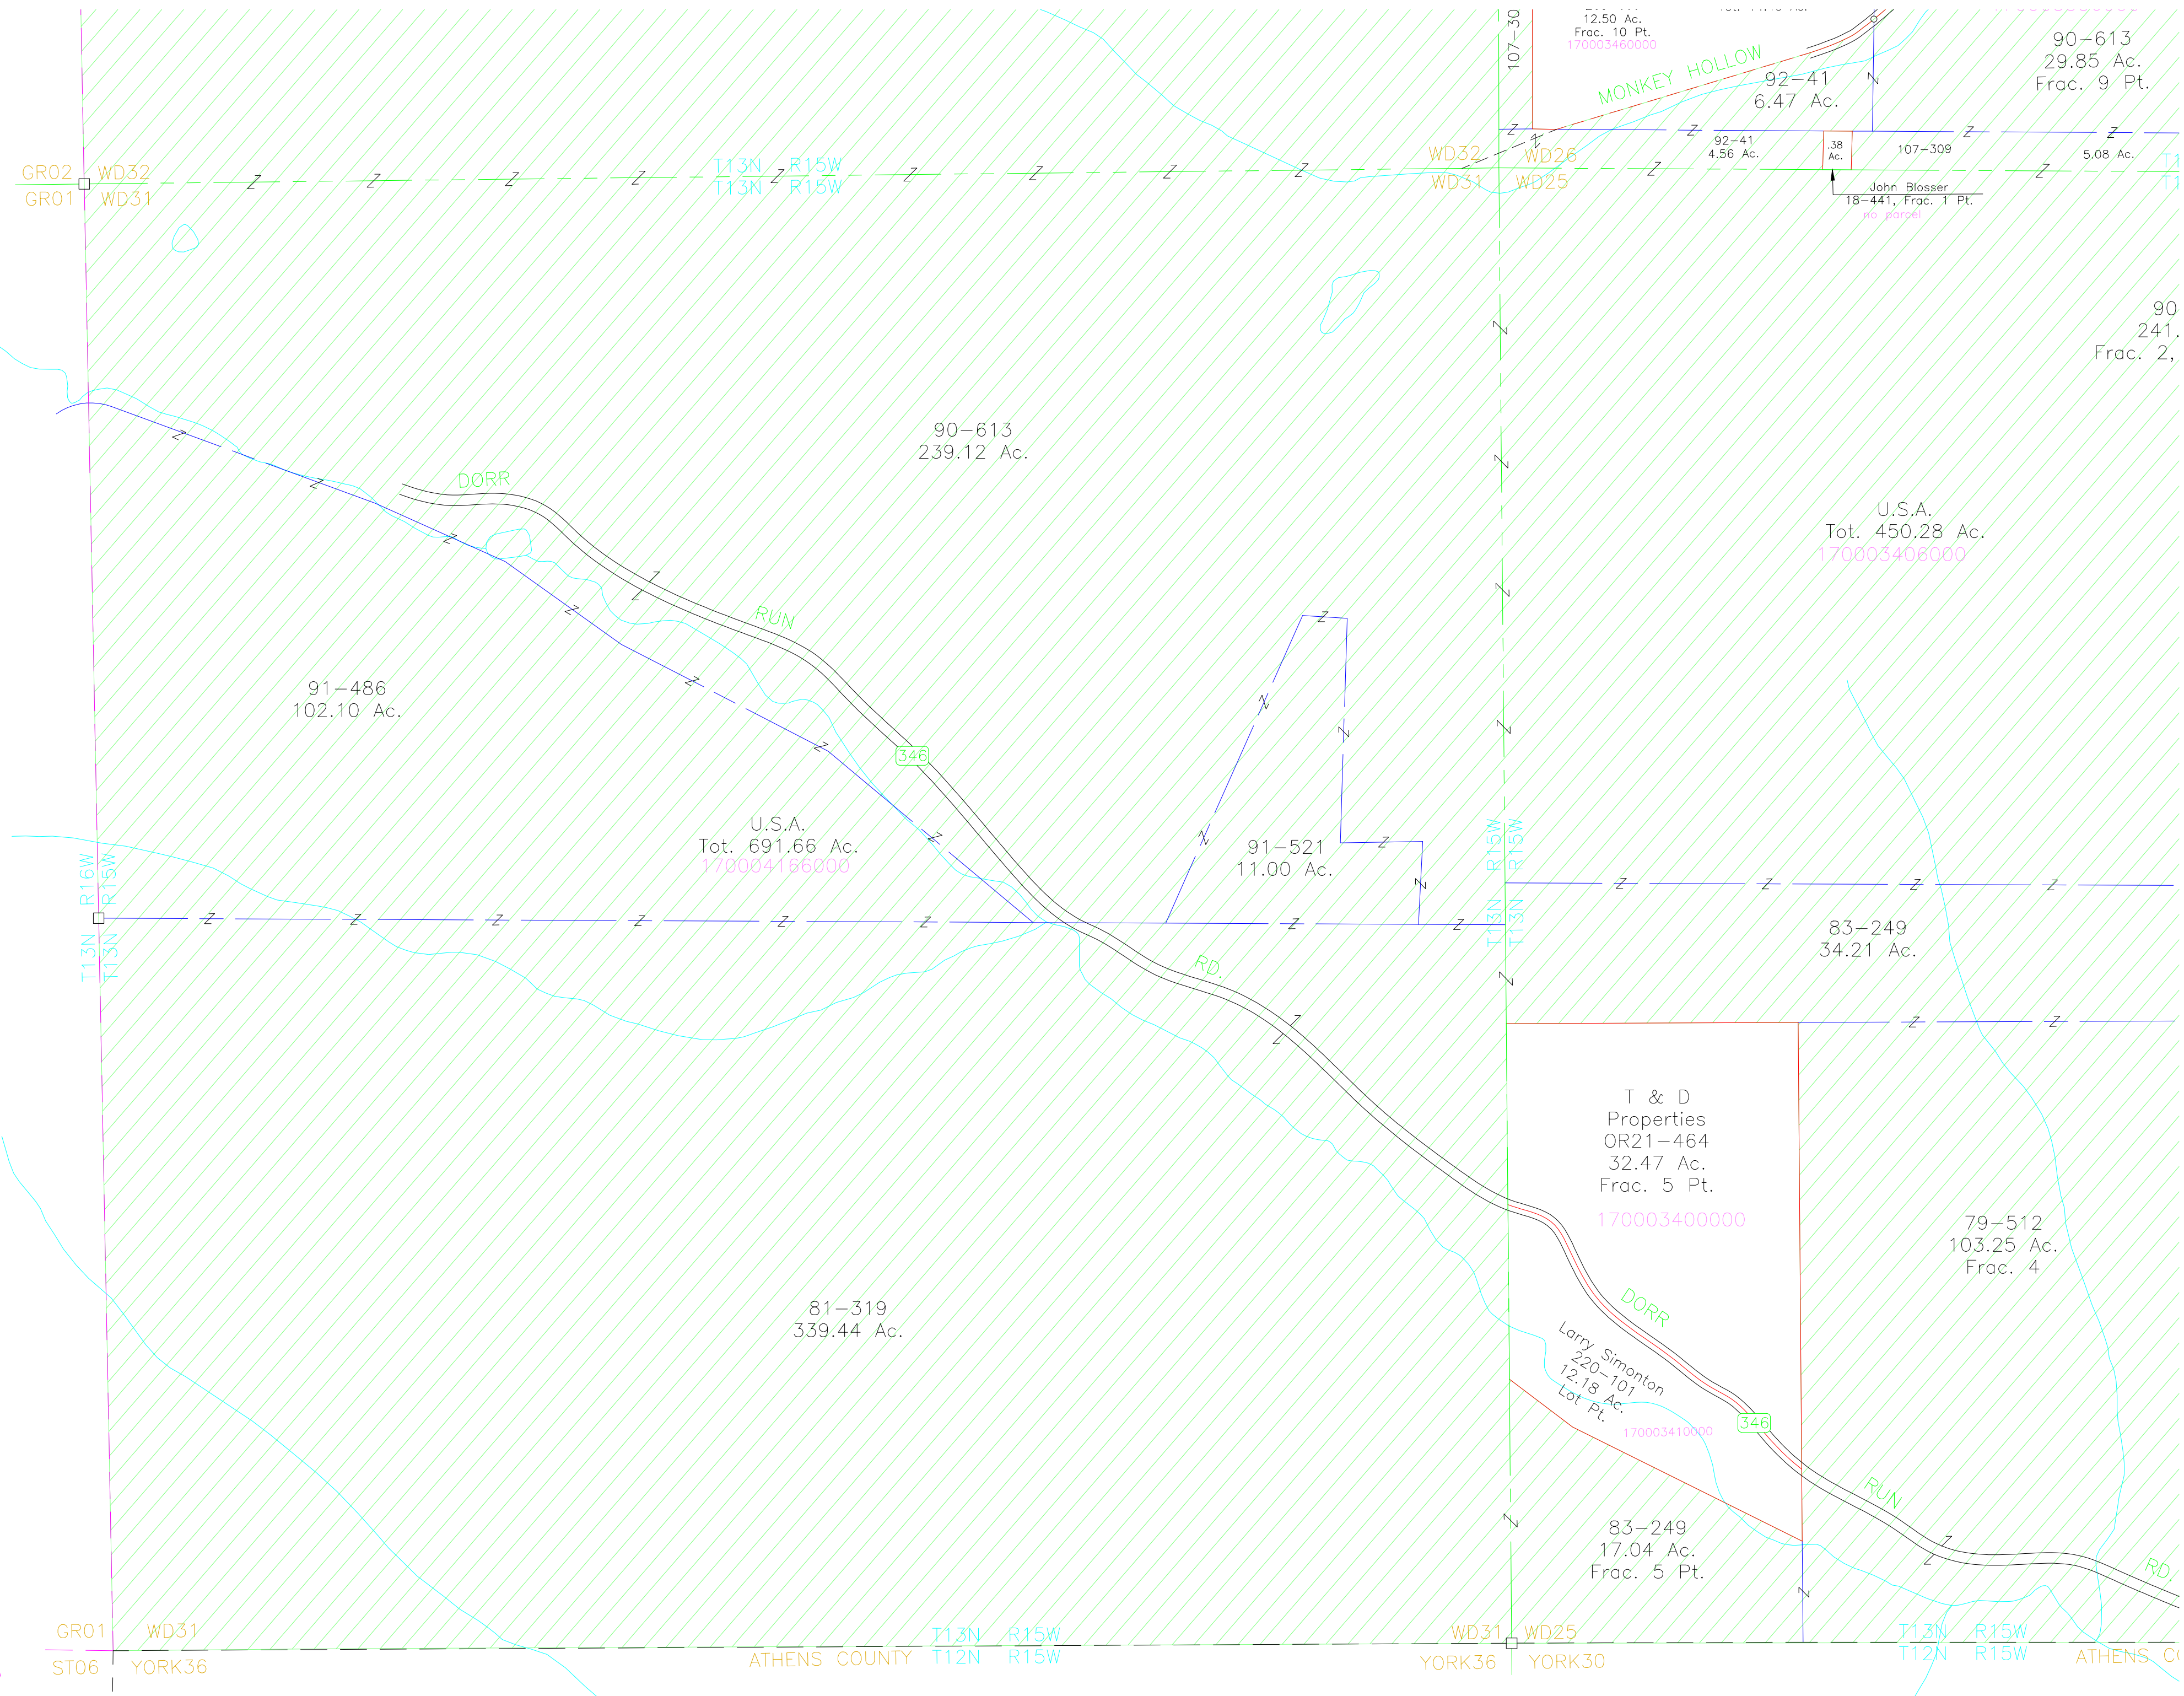 107-30
12.50 Ac.
Frac. 10 Pt.
170003460000
MONKEY HOLLOW
92-41
6.47 Ac.
90-613
29.85 Ac.
Frac. 9 Pt.
GR02 WD32
GR01 WD31
T13N R15W
T13N R15W
WD32 WD26
WD31 WD25
92-41
4.56 Ac.
.38
Ac.
107-309
5.08 Ac.
John Blosser
18-441, Frac. 1 Pt.
no parcel
90
241.
Frac. 2,
90-613
239.12 Ac.
DORR
RUN
346
RD.
U.S.A.
Tot. 450.28 Ac.
170003406000
91-486
102.10 Ac.
U.S.A.
Tot. 691.66 Ac.
170004166000
91-521
11.00 Ac.
T13N R16W
T13N R15W
T13N R15W
T13N R15W
83-249
34.21 Ac.
T & D
Properties
OR21-464
32.47 Ac.
Frac. 5 Pt.
170003400000
79-512
103.25 Ac.
Frac. 4
81-319
339.44 Ac.
DORR
Larry Simonton
220-101
12.18 Ac.
Lot Pt.
170003410000
346
RUN
RD.
83-249
17.04 Ac.
Frac. 5 Pt.
GR01 WD31
ST06 YORK36
ATHENS COUNTY
T13N R15W
T12N R15W
WD31 WD25
YORK36 YORK30
T13N R15W
T12N R15W
ATHENS C